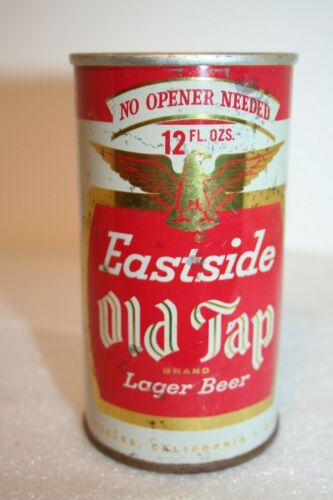 NO OPENER NEEDED
12 FL. OZS.
®
Eastside
Old Tap
BRAND
Lager Beer
CALIFORNIA